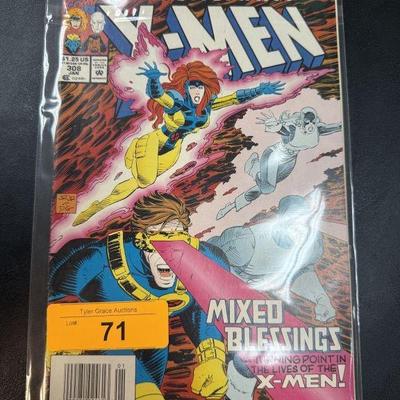 X-MEN
$1.25 US
308
JAN
MIXED
BLESSINGS
TURNING POINT IN
THE LIVES OF THE
X-MEN!
Tyler Grace Auctions
Lot#
71
01